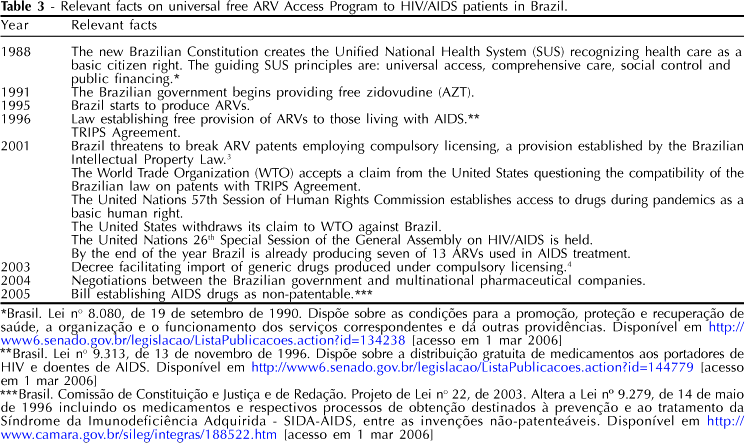 Table 3 - Relevant facts on universal free ARV Access Program to HIV/AIDS patients in Brazil.
Year Relevant facts
1988 The new Brazilian Constitution creates the Unified National Health System (SUS) recognizing health care as a
basic citizen right. The guiding SUS principles are: universal access, comprehensive care, social control and
public financing.*
1991 The Brazilian government begins providing free zidovudine (AZT).
1995 Brazil starts to produce ARVs.
1996 Law establishing free provision of ARVs to those living with AIDS.**
TRIPS Agreement.
2001 Brazil threatens to break ARV patents employing compulsory licensing, a provision established by the Brazilian
Intellectual Property Law.3
The World Trade Organization (WTO) accepts a claim from the United States questioning the compatibility of the
Brazilian law on patents with TRIPS Agreement.
The United Nations 57th Session of Human Rights Commission establishes access to drugs during pandemics as a
basic human right.
The United States withdraws its claim to WTO against Brazil.
The United Nations 26th Special Session of the General Assembly on HIV/AIDS is held.
By the end of the year Brazil is already producing seven of 13 ARVs used in AIDS treatment.
2003 Decree facilitating import of generic drugs produced under compulsory licensing.4
2004 Negotiations between the Brazilian government and multinational pharmaceutical companies.
2005 Bill establishing AIDS drugs as non-patentable.***
*Brasil. Lei nº 8.080, de 19 de setembro de 1990. Dispõe sobre as condições para a promoção, proteção e recuperação de
saúde, a organização e o funcionamento dos serviços correspondentes e dá outras providências. Disponível em http://
www6.senado.gov.br/legislacao/ListaPublicacoes.action?id=134238 [acesso em 1 mar 2006]
**Brasil. Lei nº 9.313, de 13 de novembro de 1996. Dispõe sobre a distribuição gratuita de medicamentos aos portadores de
HIV e doentes de AIDS. Disponível em http://www6.senado.gov.br/legislacao/ListaPublicacoes.action?id=144779 [acesso
em 1 mar 2006]
***Brasil. Comissão de Constituição e Justiça e de Redação. Projeto de Lei nº 22, de 2003. Altera a Lei nº 9.279, de 14 de maio
de 1996 incluindo os medicamentos e respectivos processos de obtenção destinados à prevenção e ao tratamento da
Síndrome da Imunodeficiência Adquirida - SIDA-AIDS, entre as invenções não-patenteáveis. Disponível em http://
www.camara.gov.br/sileg/integras/188522.htm [acesso em 1 mar 2006]